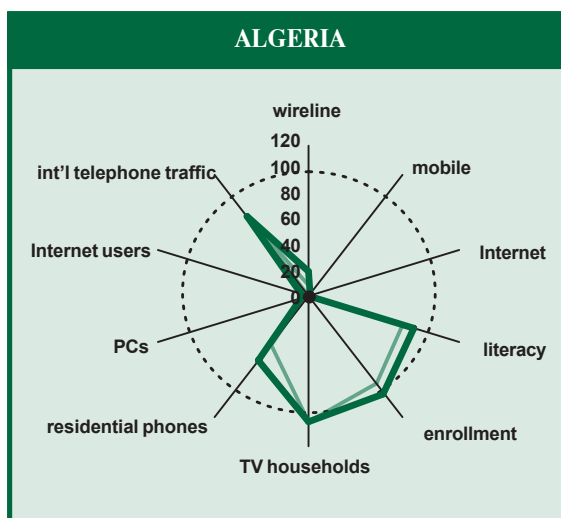 ALGERIA
wireline
120
100
80
60
40
20
0
mobile
Internet
literacy
enrollment
TV households
residential phones
PCs
Internet users
int'l telephone traffic